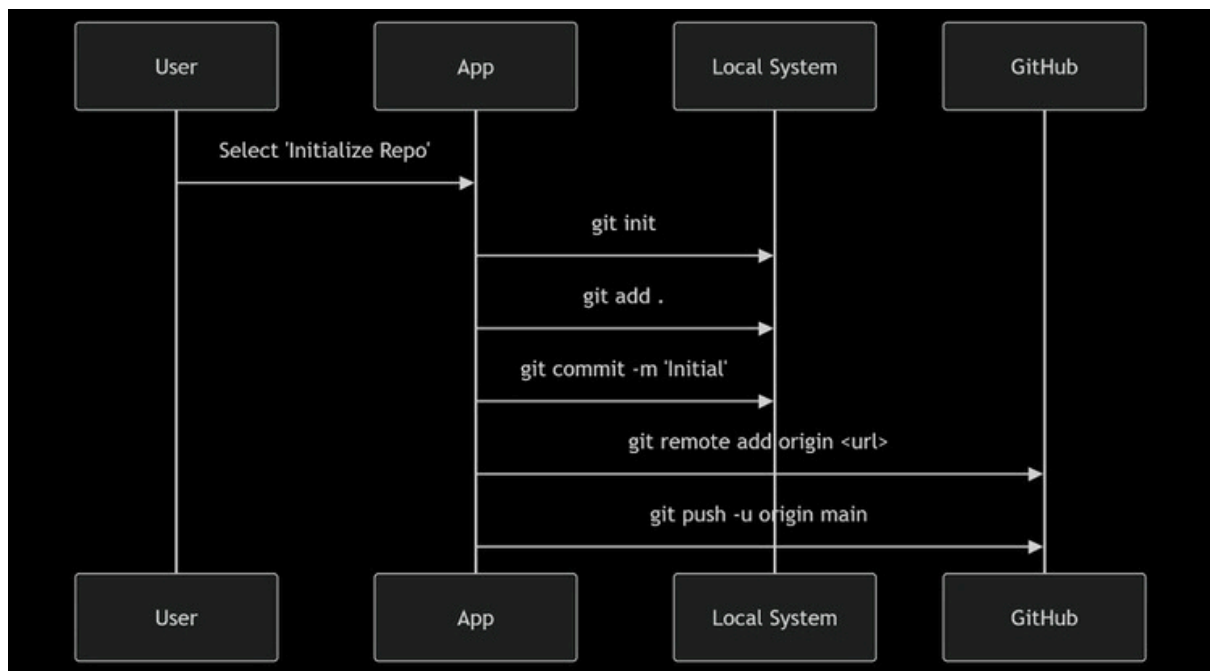 User
App
Local System
GitHub
Select 'Initialize Repo'
git init
git add .
git commit -m 'Initial'
git remote add origin <url>
git push -u origin main
User
App
Local System
GitHub